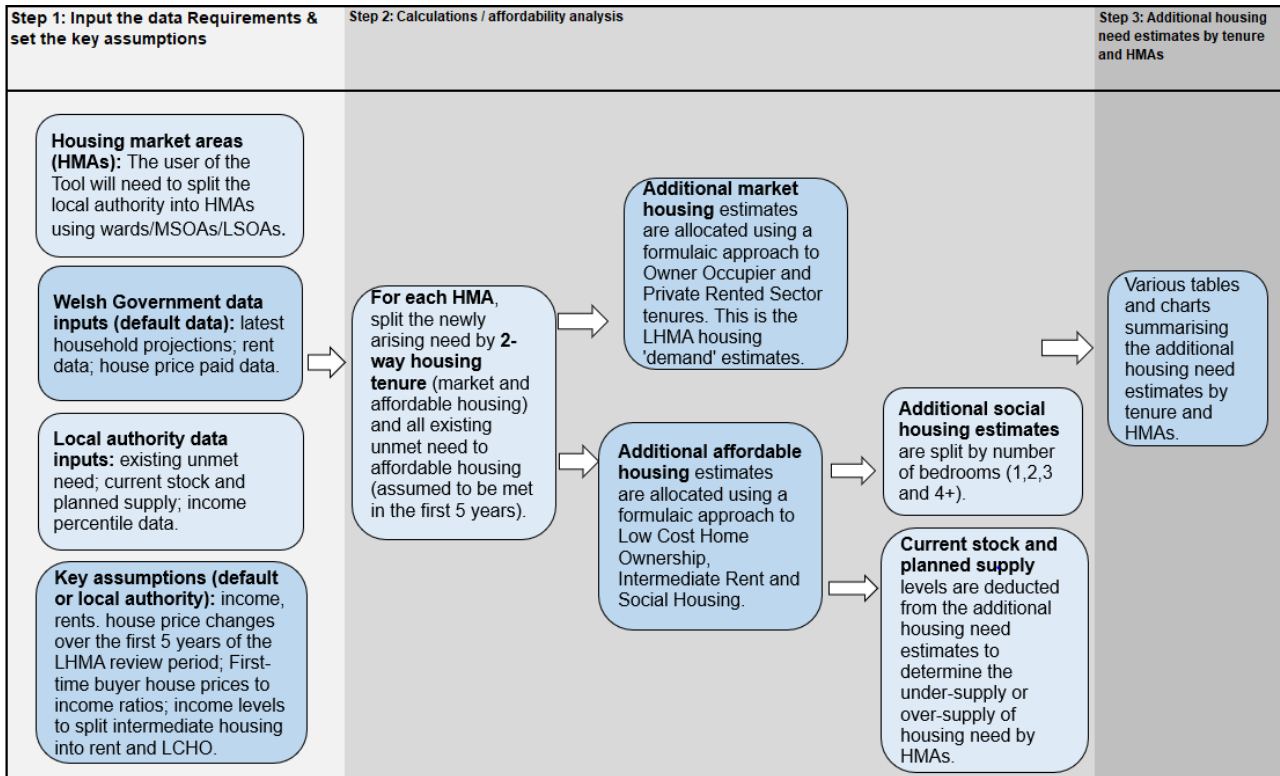 Step 1: Input the data Requirements &
set the key assumptions
Step 2: Calculations / affordability analysis
Step 3: Additional housing
need estimates by tenure
and HMAs
Housing market areas
(HMAs): The user of the
Tool will need to split the
local authority into HMAs
using wards/MSOAs/LSOAs.
Welsh Government data
inputs (default data): latest
household projections; rent
data; house price paid data.
Local authority data
inputs: existing unmet
need; current stock and
planned supply; income
percentile data.
Key assumptions (default
or local authority): income,
rents. house price changes
over the first 5 years of the
LHMA review period; First-
time buyer house prices to
income ratios; income levels
to split intermediate housing
into rent and LCHO.
For each HMA,
split the newly
arising need by 2-
way housing
tenure (market and
affordable housing)
and all existing
unmet need to
affordable housing
(assumed to be met
in the first 5 years).
Additional market
housing estimates
are allocated using a
formulaic approach to
Owner Occupier and
Private Rented Sector
tenures. This is the
LHMA housing
'demand' estimates.
Additional affordable
housing estimates
are allocated using a
formulaic approach to
Low Cost Home
Ownership,
Intermediate Rent and
Social Housing.
Additional social
housing estimates
are split by number
of bedrooms (1,2,3
and 4+).
Current stock and
planned supply
levels are deducted
from the additional
housing need
estimates to
determine the
under-supply or
over-supply of
housing need by
HMAs.
Various tables
and charts
summarising
the additional
housing need
estimates by
tenure and
HMAs.